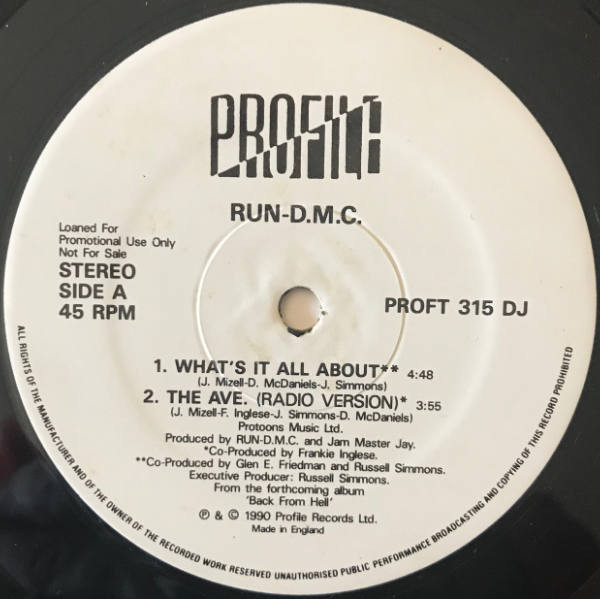 PROFILE
RUN-D.M.C.
Loaned For
Promotional Use Only
Not For Sale
STEREO
SIDE A
45 RPM
PROFT 315 DJ
1. WHAT'S IT ALL ABOUT** 4:48
(J. Mizell-D. McDaniels-J. Simmons)
2. THE AVE. (RADIO VERSION)* 3:55
(J. Mizell-F. Inglese-J. Simmons-D. McDaniels)
Protoons Music Ltd.
Produced by RUN-D.M.C. and Jam Master Jay.
*Co-Produced by Frankie Inglese.
**Co-Produced by Glen E. Friedman and Russell Simmons.
Executive Producer: Russell Simmons.
From the forthcoming album
'Back From Hell'
℗ & © 1990 Profile Records Ltd.
Made in England
ALL RIGHTS OF THE MANUFACTURER AND OF THE OWNER OF THE RECORDED WORK RESERVED UNAUTHORISED PUBLIC PERFORMANCE BROADCASTING AND COPYING OF THIS RECORD PROHIBITED